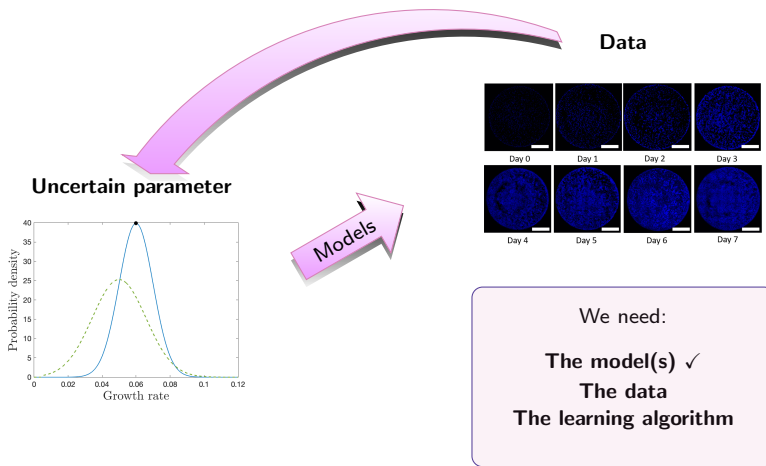 Data
Day 0 Day 1 Day 2 Day 3
Day 4 Day 5 Day 6 Day 7
Uncertain parameter
Models
Probability density
40
35
30
25
20
15
10
5
0
0 0.02 0.04 0.06 0.08 0.1 0.12
Growth rate
We need:
The model(s) ✓
The data
The learning algorithm